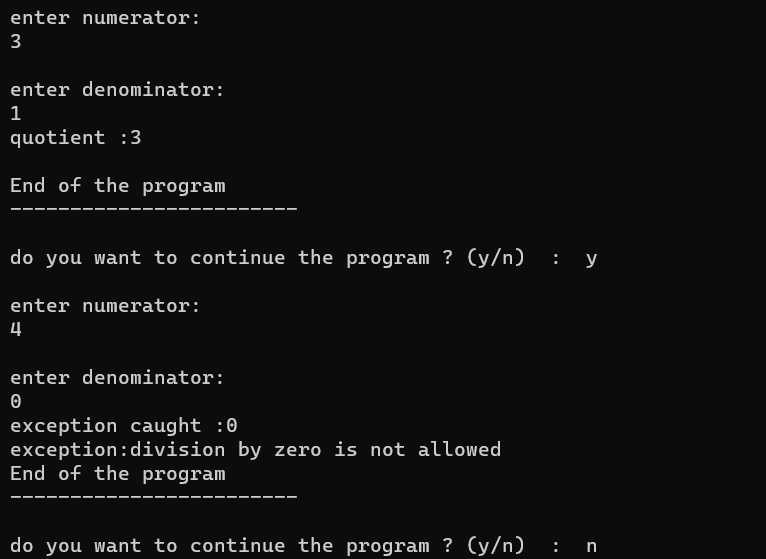 enter numerator:
3
enter denominator:
1
quotient :3
End of the program
------------------------
do you want to continue the program ? (y/n)  :  y
enter numerator:
4
enter denominator:
0
exception caught :0
exception:division by zero is not allowed
End of the program
------------------------
do you want to continue the program ? (y/n)  :  n